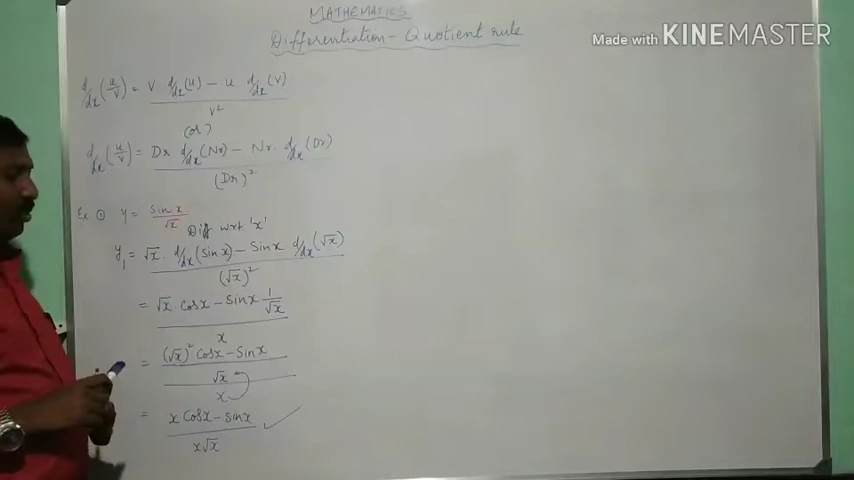 MATHEMATICS
Differentiation - Quotient rule
Made with KINEMASTER
d/dx (u/v) = v d/dx (u) - u d/dx (v)
v²
(or)
d/dx (u/v) = Dr d/dx (Nr) - Nr. d/dx (Dr)
(Dr)²
Ex ① y = sin x / √x
Diff wrt 'x'
y₁ = √x . d/dx (sin x) - sin x d/dx (√x)
(√x)²
= √x . cos x - sin x 1/√x
x
= (√x)² cos x - sin x
√x
x
= x cos x - sin x
x√x